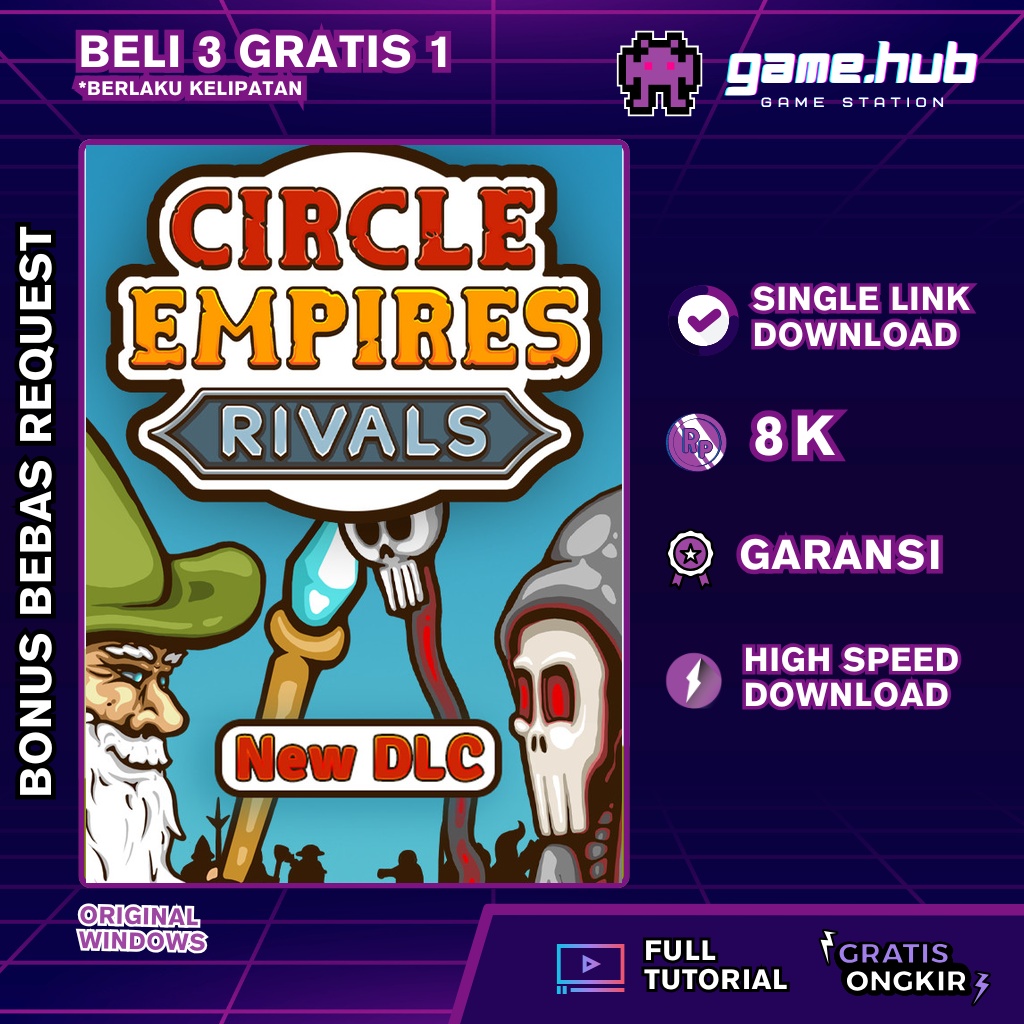 BELI 3 GRATIS 1
*BERLAKU KELIPATAN
game.hub
GAME STATION
BONUS BEBAS REQUEST
CIRCLE
EMPIRES
RIVALS
New DLC
SINGLE LINK
DOWNLOAD
Rp
8K
GARANSI
HIGH SPEED
DOWNLOAD
ORIGINAL
WINDOWS
FULL
TUTORIAL
GRATIS
ONGKIR